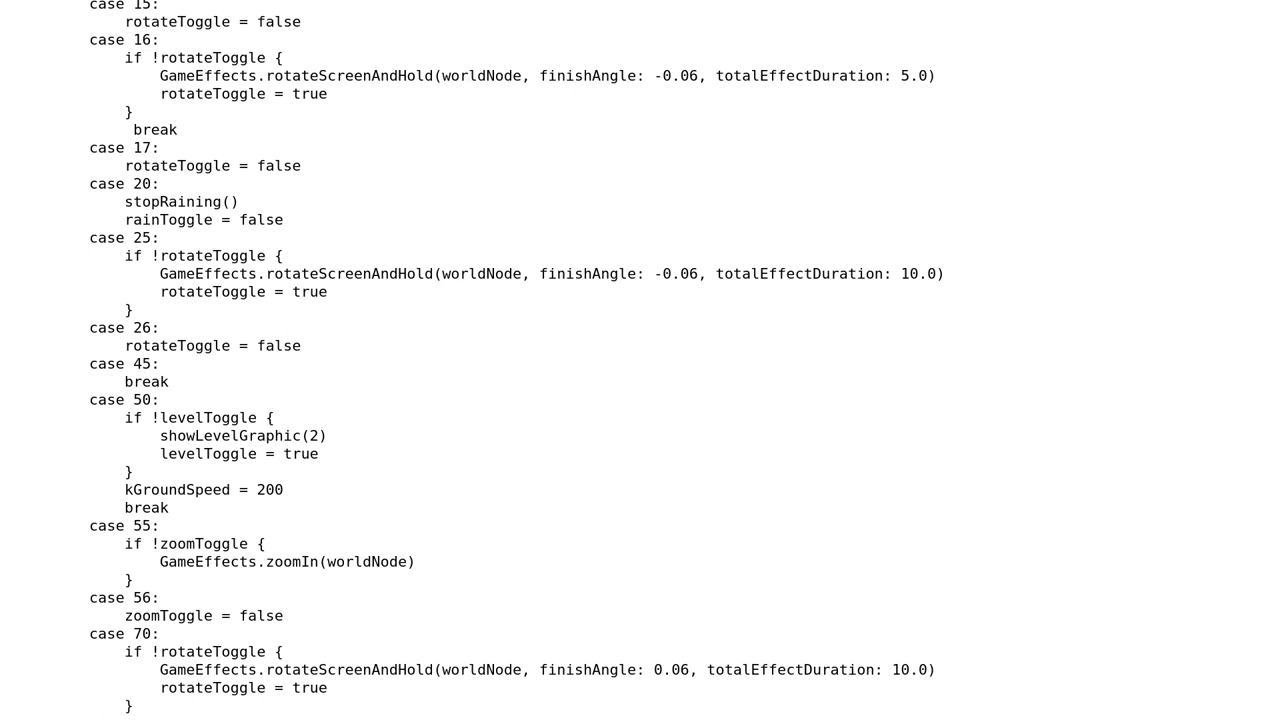 case 15:
    rotateToggle = false
case 16:
    if !rotateToggle {
        GameEffects.rotateScreenAndHold(worldNode, finishAngle: -0.06, totalEffectDuration: 5.0)
        rotateToggle = true
    }
     break
case 17:
    rotateToggle = false
case 20:
    stopRaining()
    rainToggle = false
case 25:
    if !rotateToggle {
        GameEffects.rotateScreenAndHold(worldNode, finishAngle: -0.06, totalEffectDuration: 10.0)
        rotateToggle = true
    }
case 26:
    rotateToggle = false
case 45:
    break
case 50:
    if !levelToggle {
        showLevelGraphic(2)
        levelToggle = true
    }
    kGroundSpeed = 200
    break
case 55:
    if !zoomToggle {
        GameEffects.zoomIn(worldNode)
    }
case 56:
    zoomToggle = false
case 70:
    if !rotateToggle {
        GameEffects.rotateScreenAndHold(worldNode, finishAngle: 0.06, totalEffectDuration: 10.0)
        rotateToggle = true
    }